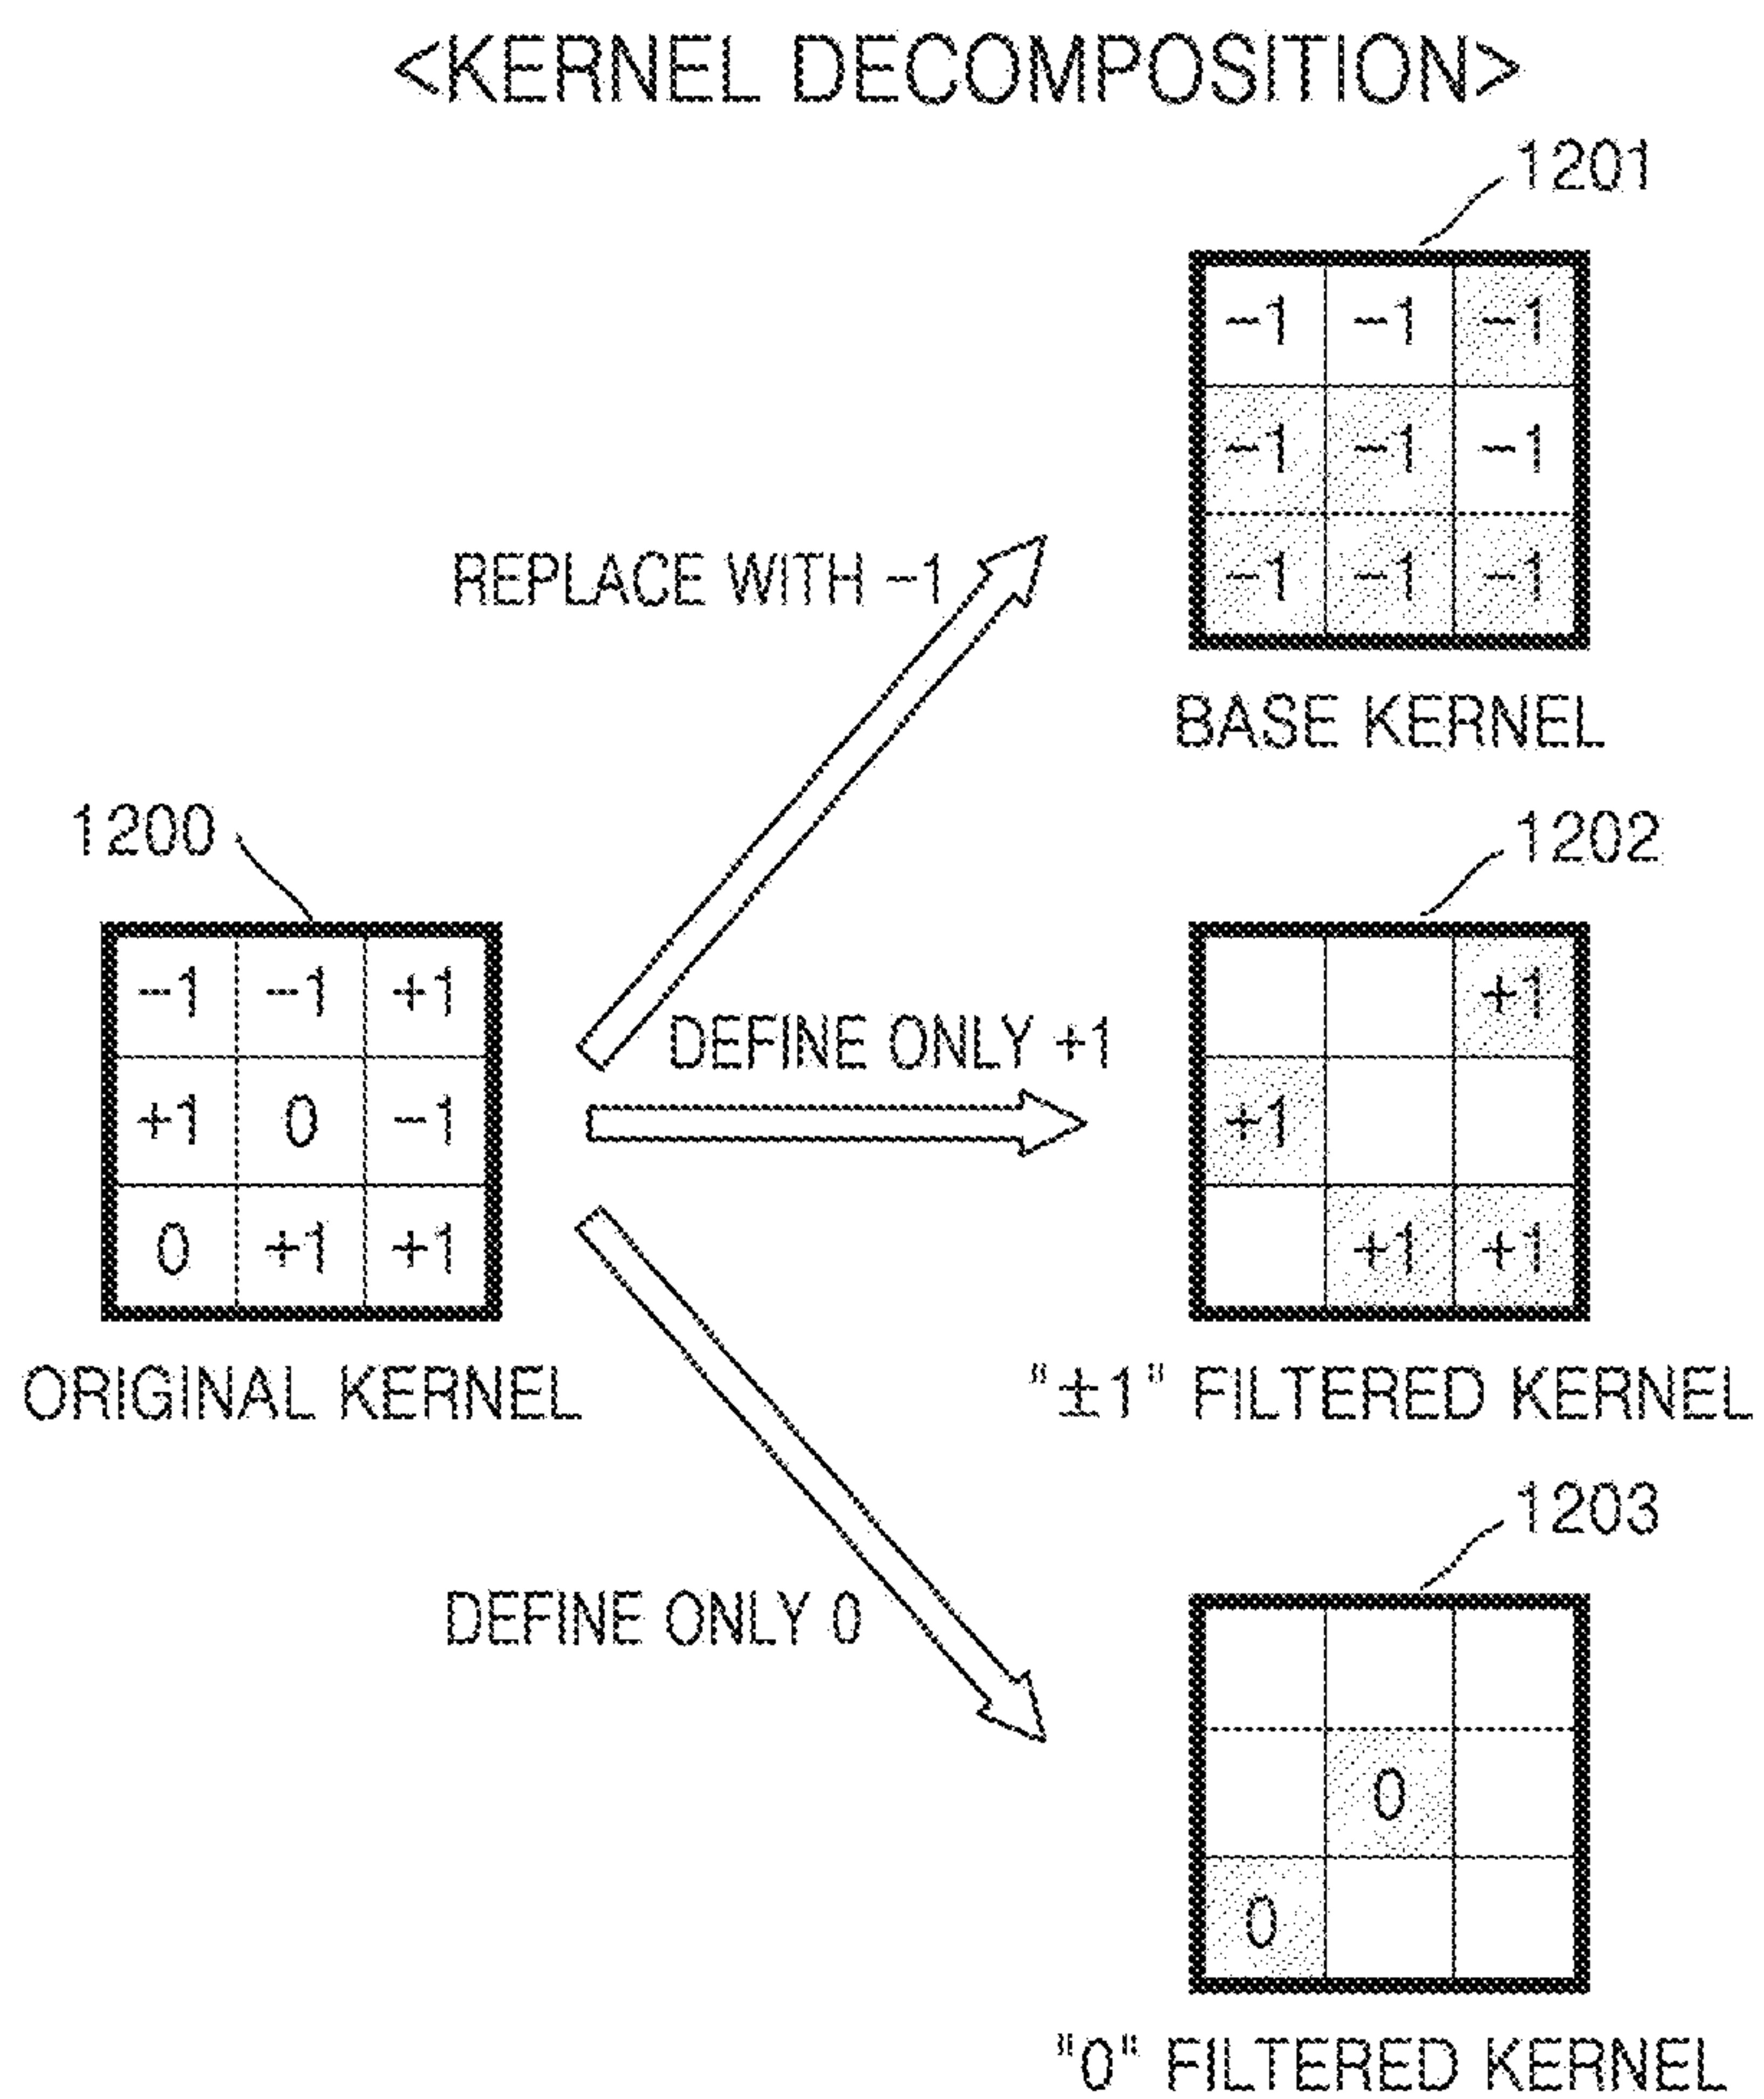 <KERNEL DECOMPOSITION>
1201
-1 -1 -1
-1 -1 -1
-1 -1 -1
REPLACE WITH -1
BASE KERNEL
1200
-1 -1 +1
+1 0 -1
0 +1 +1
ORIGINAL KERNEL
DEFINE ONLY +1
1202
+1
+1
+1 +1
"±1" FILTERED KERNEL
DEFINE ONLY 0
1203
0
0
"0" FILTERED KERNEL